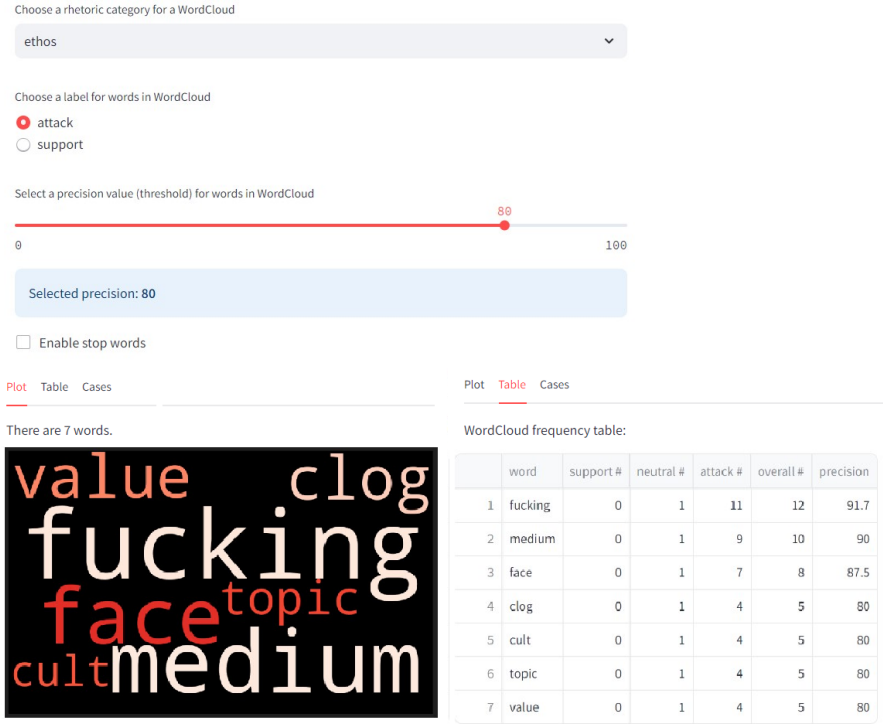 Choose a rhetoric category for a WordCloud
ethos
Choose a label for words in WordCloud
attack
support
Select a precision value (threshold) for words in WordCloud
80
0 100
Selected precision: 80
Enable stop words
Plot Table Cases
There are 7 words.
value clog
fucking
face topic
cult medium
Plot Table Cases
WordCloud frequency table:
word support # neutral # attack # overall # precision
1 fucking 0 1 11 12 91.7
2 medium 0 1 9 10 90
3 face 0 1 7 8 87.5
4 clog 0 1 4 5 80
5 cult 0 1 4 5 80
6 topic 0 1 4 5 80
7 value 0 1 4 5 80